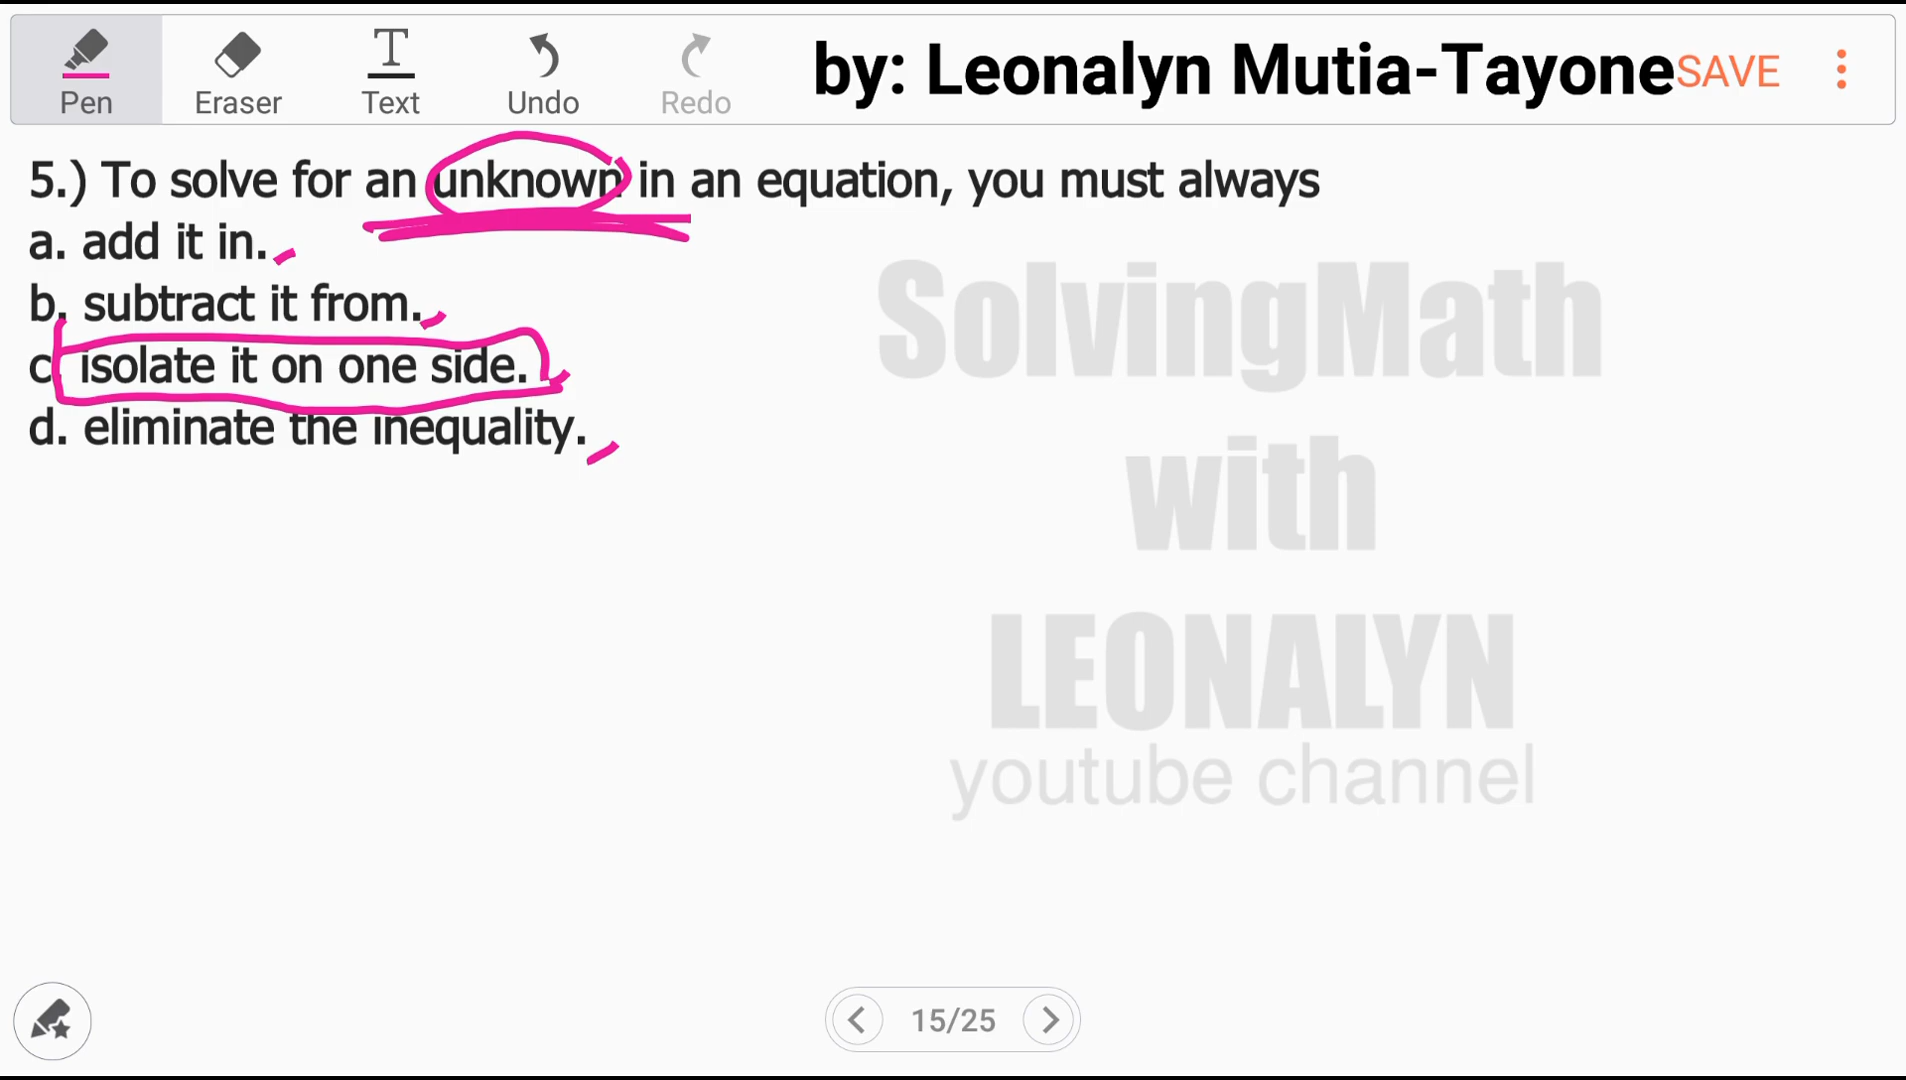 Pen
Eraser
Text
Undo
Redo
by: Leonalyn Mutia-Tayone
SAVE
5.) To solve for an unknown in an equation, you must always
a. add it in.
b. subtract it from.
c. isolate it on one side.
d. eliminate the inequality.
SolvingMath
with
LEONALYN
youtube channel
15/25